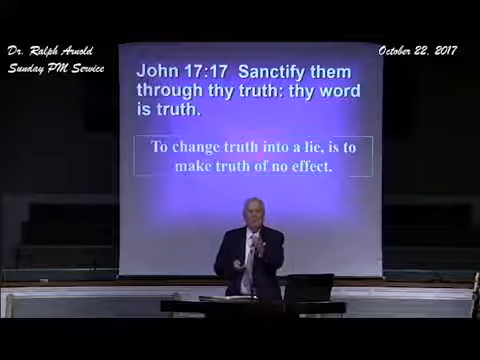 Dr. Ralph Arnold
Sunday PM Service
October 22, 2017
John 17:17 Sanctify them
through thy truth: thy word
is truth.
To change truth into a lie, is to
make truth of no effect.